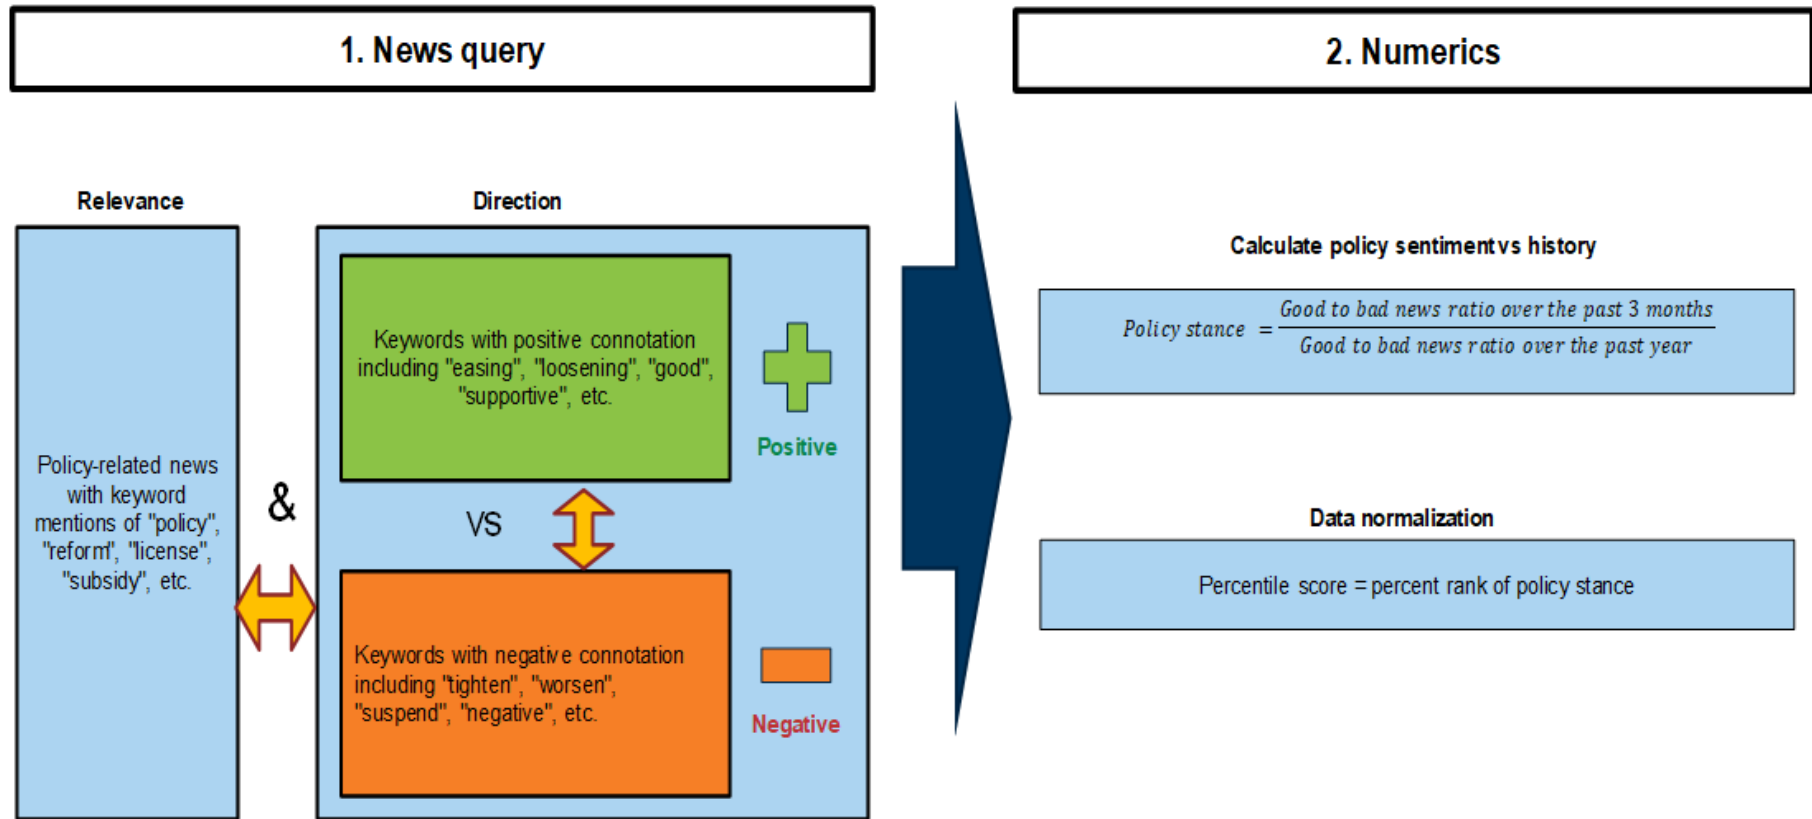 1. News query
2. Numerics
Relevance
Direction
Policy-related news
with keyword
mentions of "policy",
"reform", "license",
"subsidy", etc.
&
Keywords with positive connotation
including "easing", "loosening", "good",
"supportive", etc.
Positive
VS
Keywords with negative connotation
including "tighten", "worsen",
"suspend", "negative", etc.
Negative
Calculate policy sentiment vs history
Policy stance = Good to bad news ratio over the past 3 months
Good to bad news ratio over the past year
Data normalization
Percentile score = percent rank of policy stance